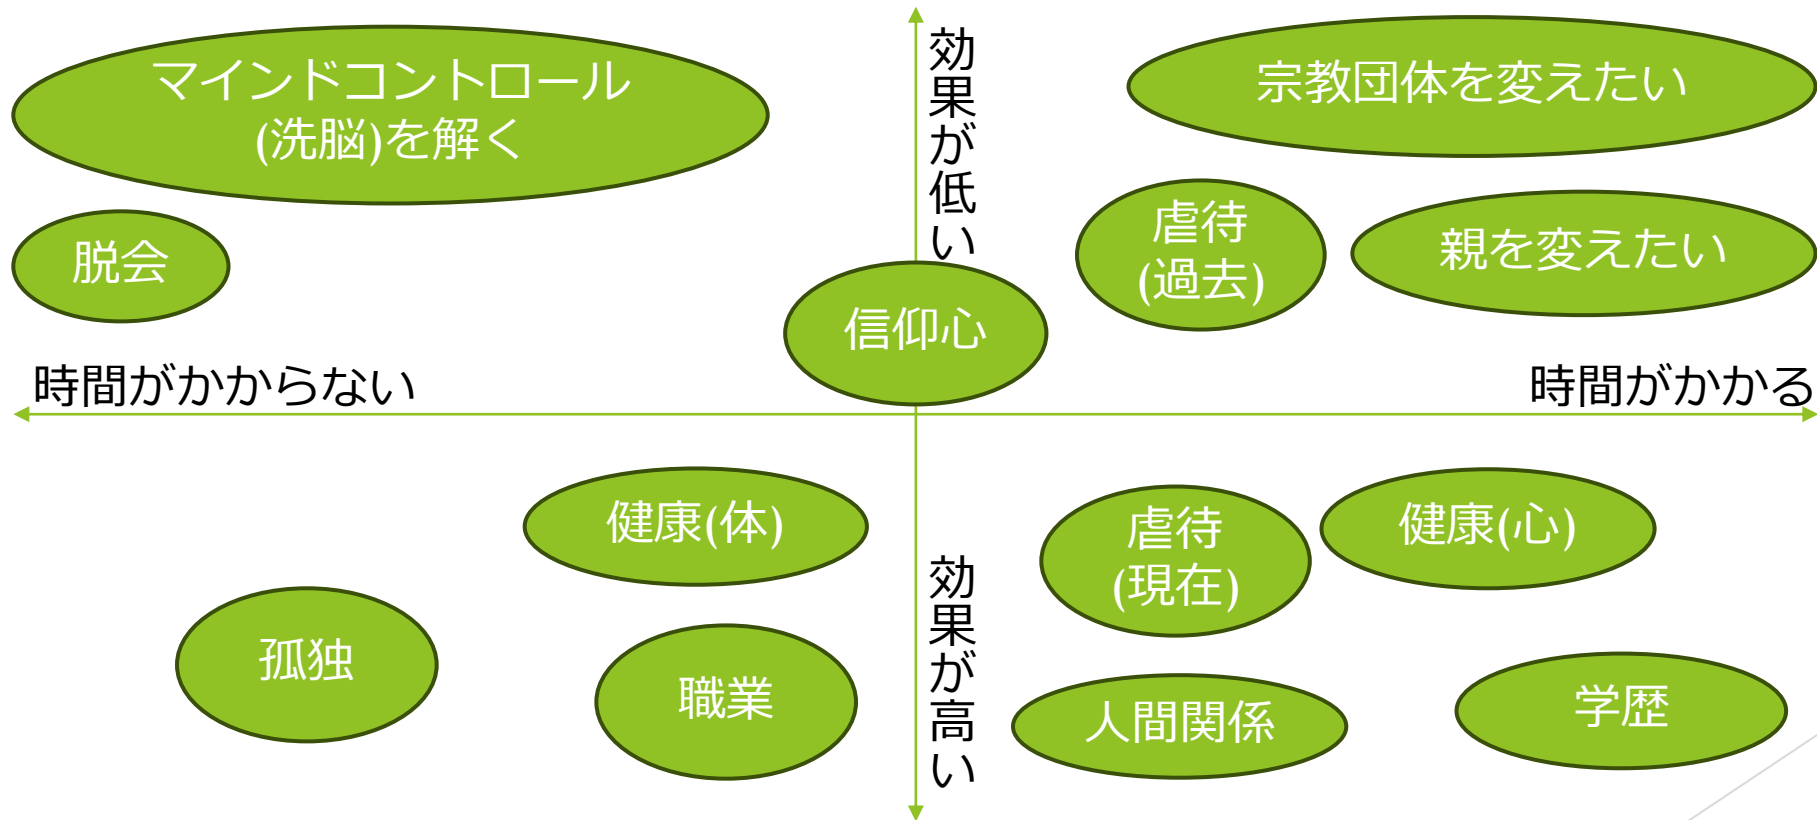 マインドコントロール
(洗脳)を解く
効果が低い
宗教団体を変えたい
脱会
虐待
(過去)
親を変えたい
信仰心
時間がかからない
時間がかかる
健康(体)
虐待
(現在)
健康(心)
孤独
職業
効果が高い
人間関係
学歴